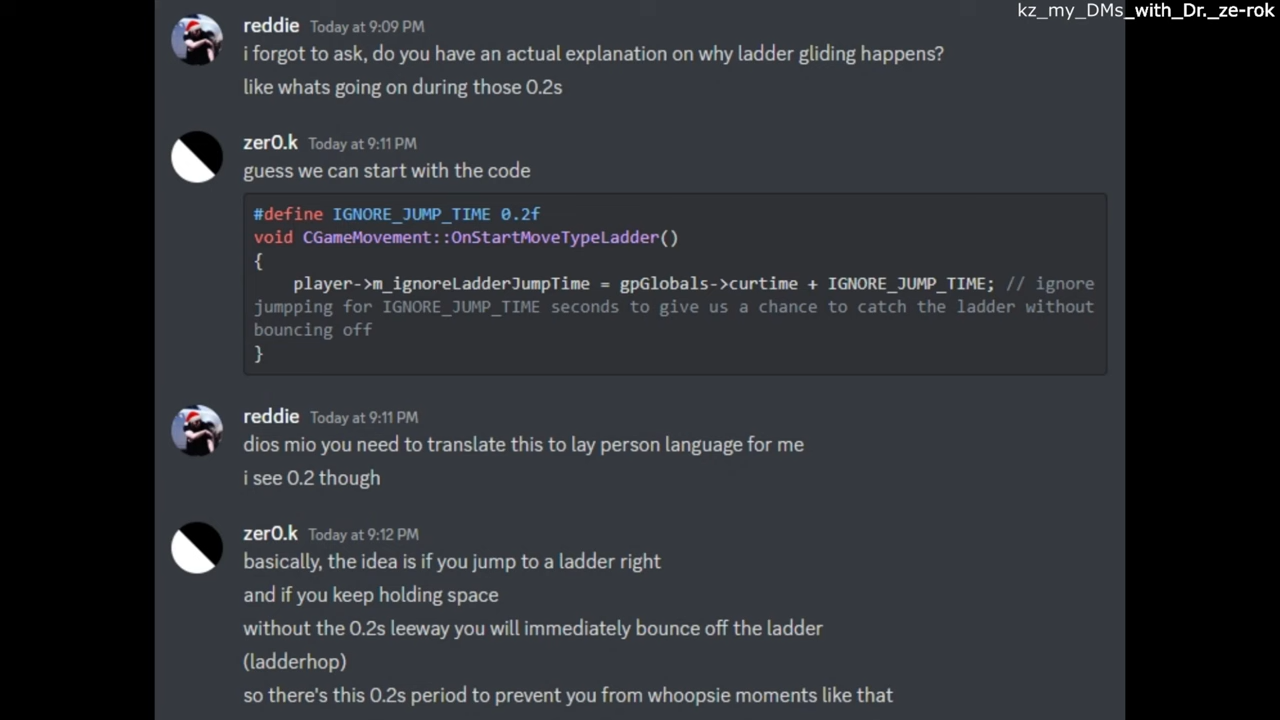 kz_my_DMs_with_Dr._ze-rok
reddie Today at 9:09 PM
i forgot to ask, do you have an actual explanation on why ladder gliding happens?
like whats going on during those 0.2s
zer0.k Today at 9:11 PM
guess we can start with the code
#define IGNORE_JUMP_TIME 0.2f
void CGameMovement::OnStartMoveTypeLadder()
{
player->m_ignoreLadderJumpTime = gpGlobals->curtime + IGNORE_JUMP_TIME; // ignore
jumpping for IGNORE_JUMP_TIME seconds to give us a chance to catch the ladder without
bouncing off
}
reddie Today at 9:11 PM
dios mio you need to translate this to lay person language for me
i see 0.2 though
zer0.k Today at 9:12 PM
basically, the idea is if you jump to a ladder right
and if you keep holding space
without the 0.2s leeway you will immediately bounce off the ladder
(ladderhop)
so there's this 0.2s period to prevent you from whoopsie moments like that